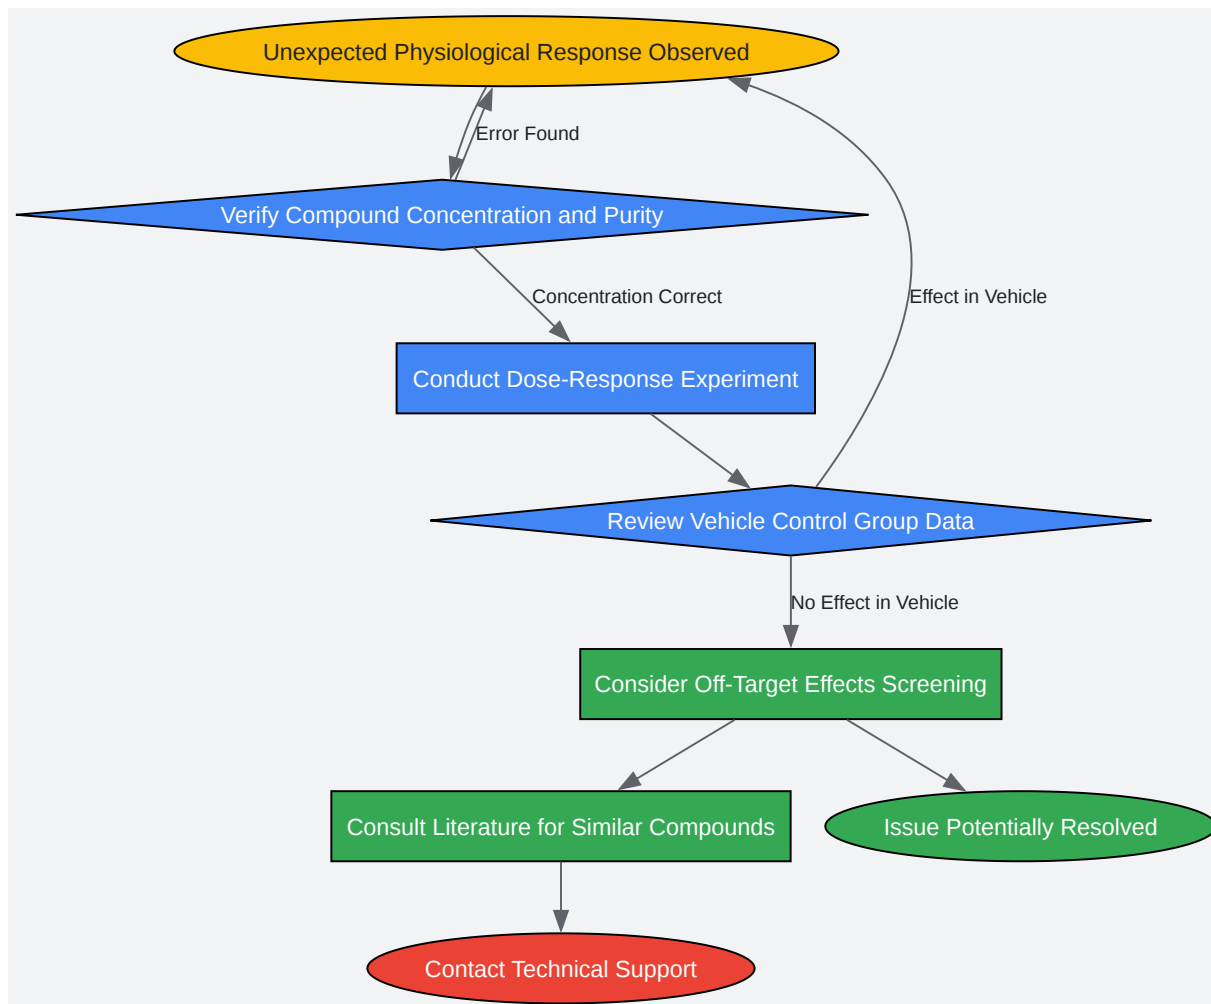 Unexpected Physiological Response Observed
Error Found
Verify Compound Concentration and Purity
Concentration Correct
Effect in Vehicle
Conduct Dose-Response Experiment
Review Vehicle Control Group Data
No Effect in Vehicle
Consider Off-Target Effects Screening
Consult Literature for Similar Compounds
Issue Potentially Resolved
Contact Technical Support